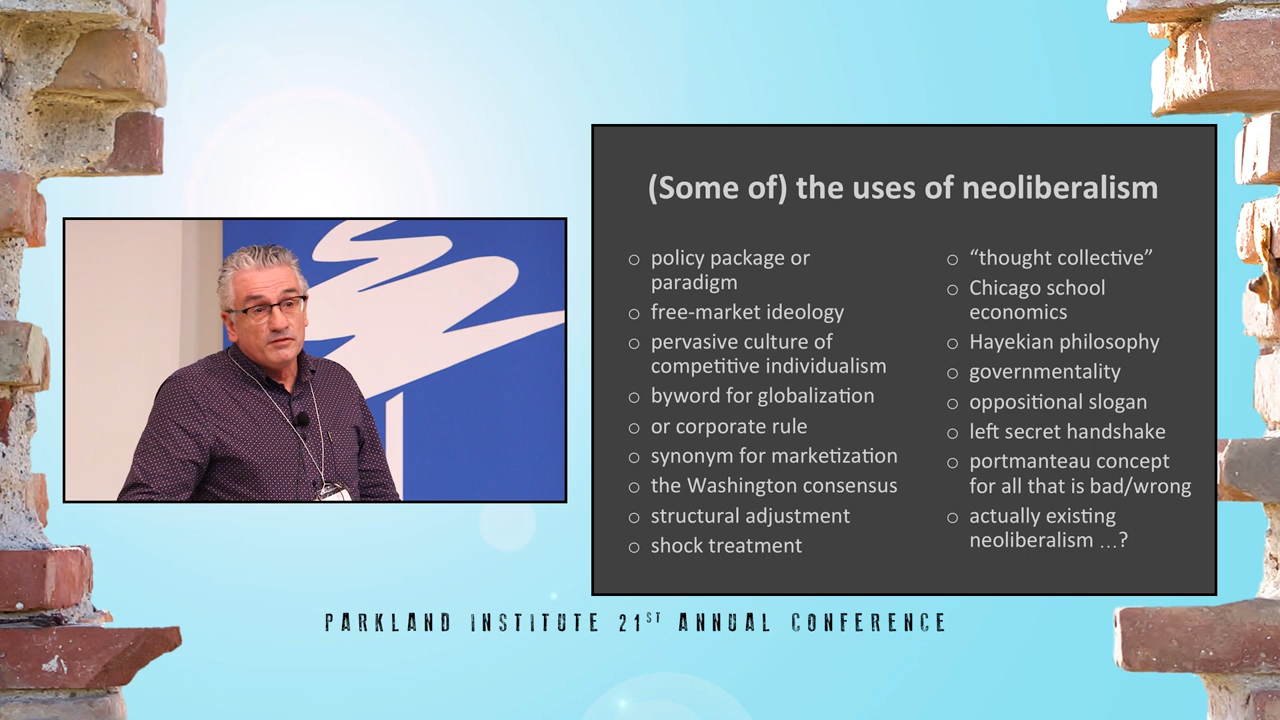 (Some of) the uses of neoliberalism
○ policy package or
paradigm
○ free-market ideology
○ pervasive culture of
competitive individualism
○ byword for globalization
○ or corporate rule
○ synonym for marketization
○ the Washington consensus
○ structural adjustment
○ shock treatment
○ “thought collective”
○ Chicago school
economics
○ Hayekian philosophy
○ governmentality
○ oppositional slogan
○ left secret handshake
○ portmanteau concept
for all that is bad/wrong
○ actually existing
neoliberalism …?
PARKLAND INSTITUTE 21ST ANNUAL CONFERENCE